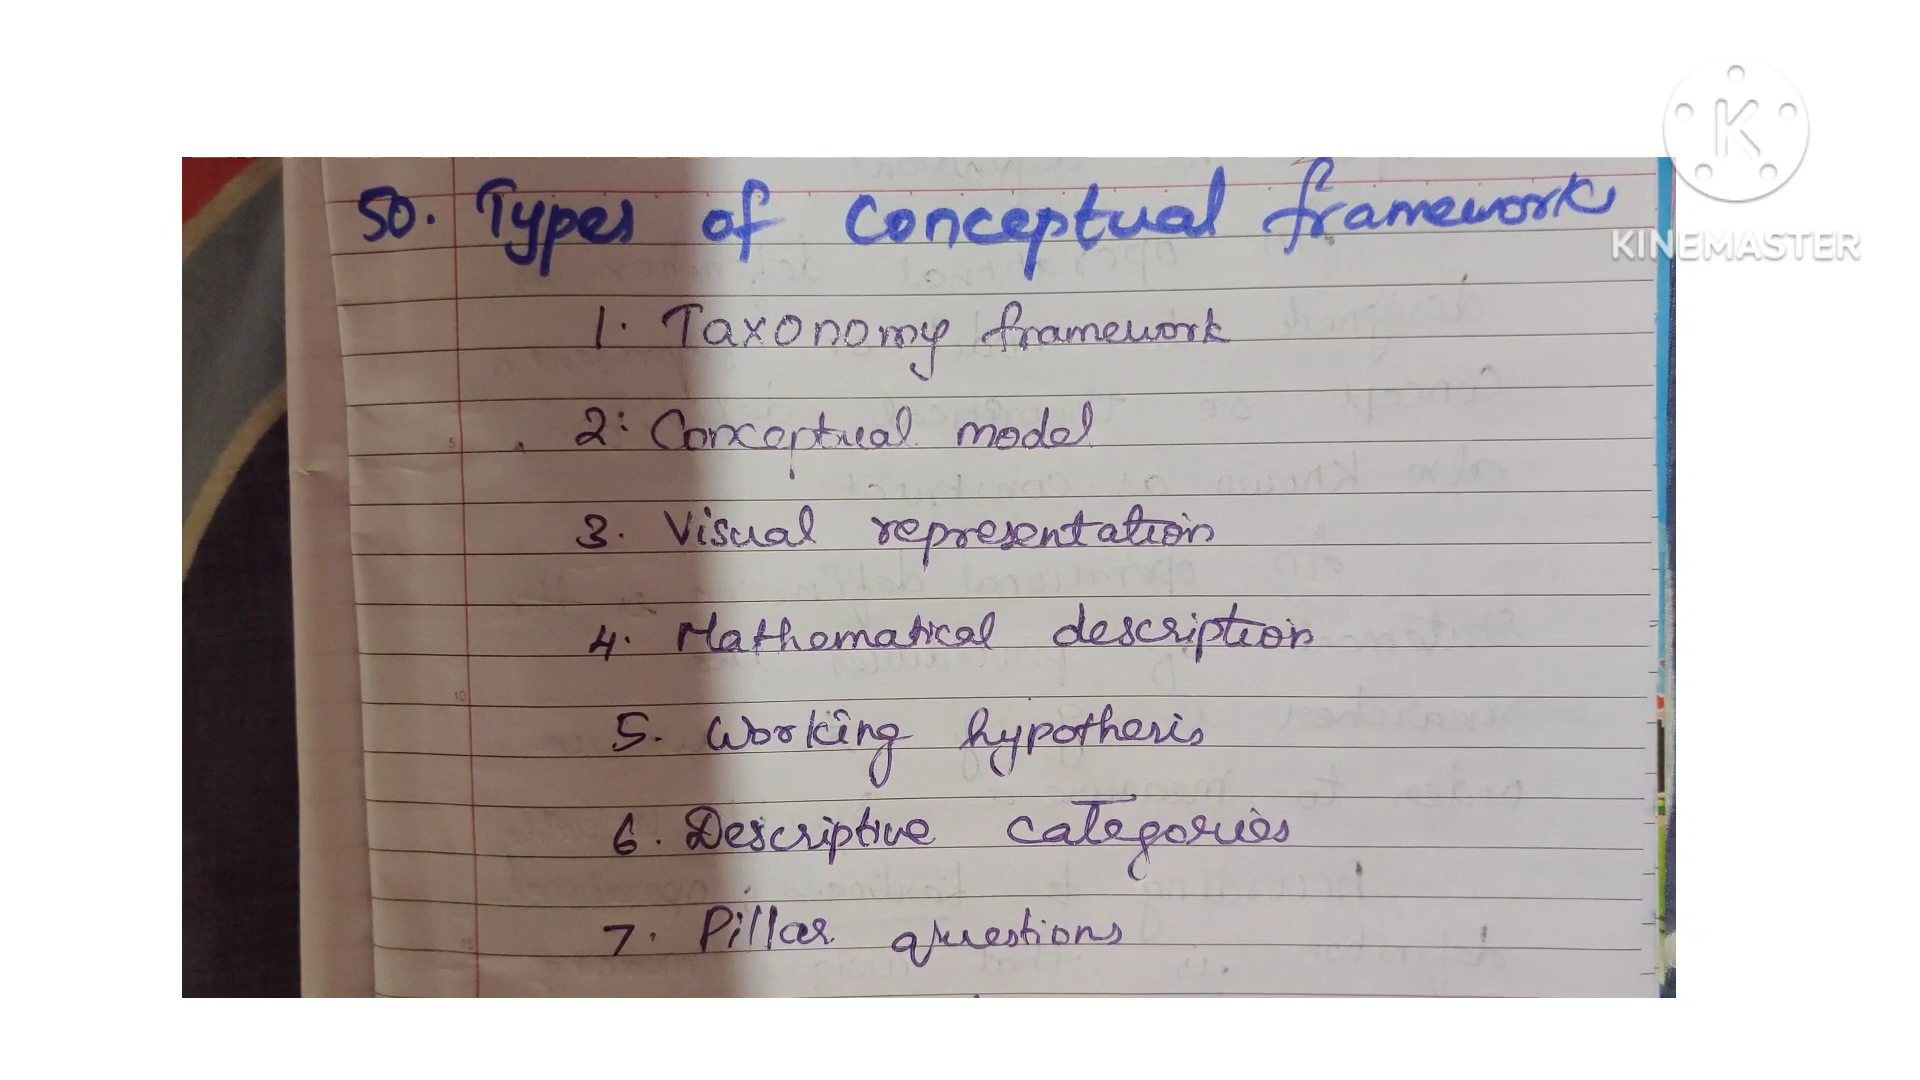 K
KINEMASTER
50. Types of Conceptual frameworks
1. Taxonomy framework
2: Conceptual model
3. Visual representation
4. Mathematical description
5. Working hypothesis
6. Descriptive categories
7. Pillar questions